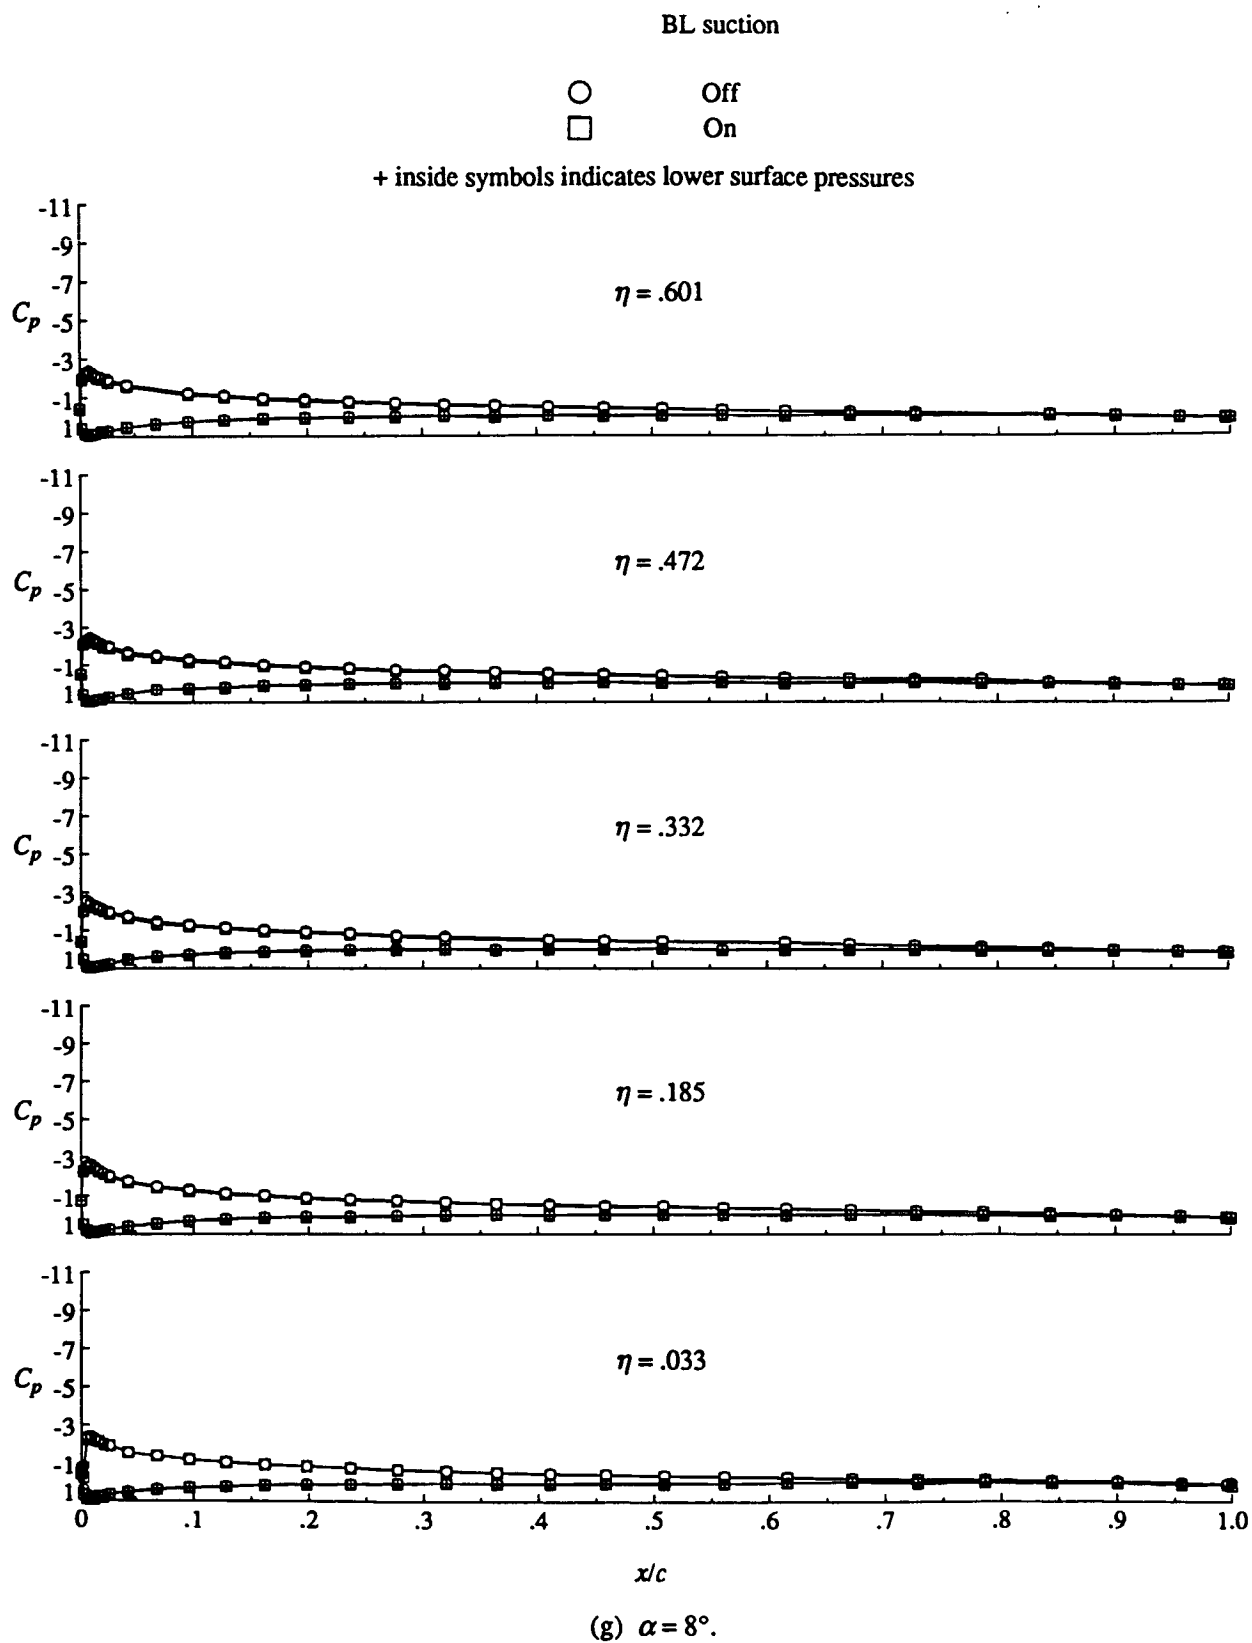 BL suction
Off
On
+ inside symbols indicates lower surface pressures
-11
-9
-7
-5
-3
-1
1
Cp
η = .601
-11
-9
-7
-5
-3
-1
1
Cp
η = .472
-11
-9
-7
-5
-3
-1
1
Cp
η = .332
-11
-9
-7
-5
-3
-1
1
Cp
η = .185
-11
-9
-7
-5
-3
-1
1
Cp
η = .033
0 .1 .2 .3 .4 .5 .6 .7 .8 .9 1.0
x/c
(g) α = 8°.